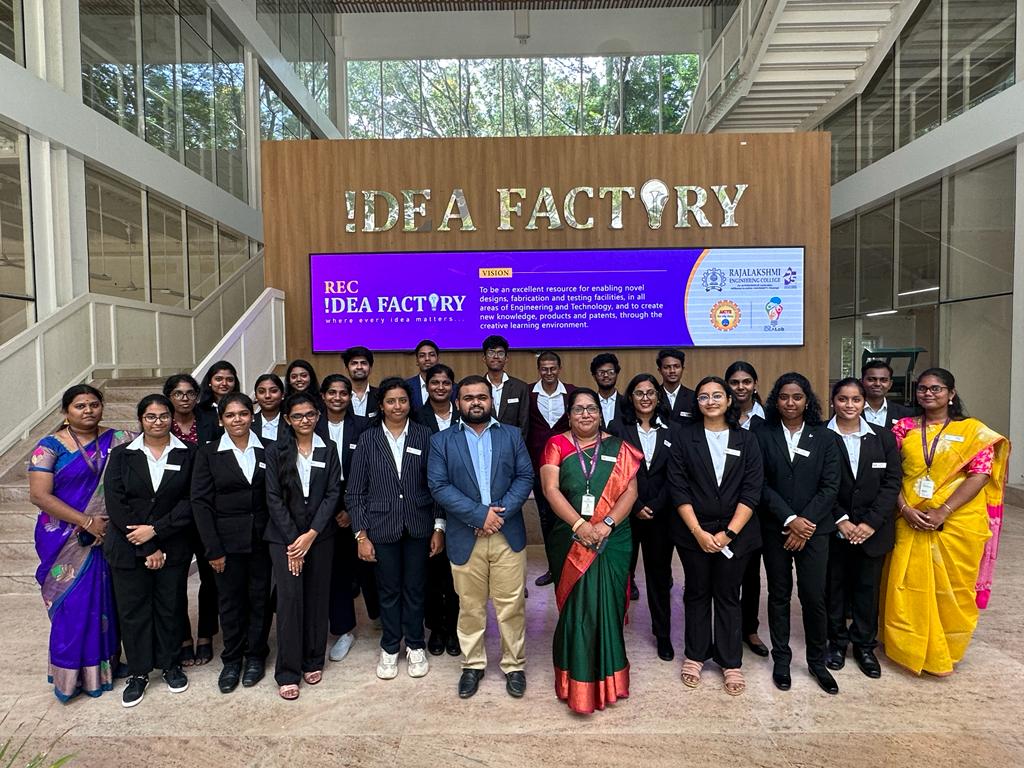 !DEA FACTORY
REC
!DEA FACTORY
where every idea matters...
VISION
To be an excellent resource for enabling novel
designs, fabrication and testing facilities, in all
areas of Engineering and Technology, and to create
new knowledge, products and patents, through the
creative learning environment.
RAJALAKSHMI
ENGINEERING COLLEGE
AICTE
IDEALab